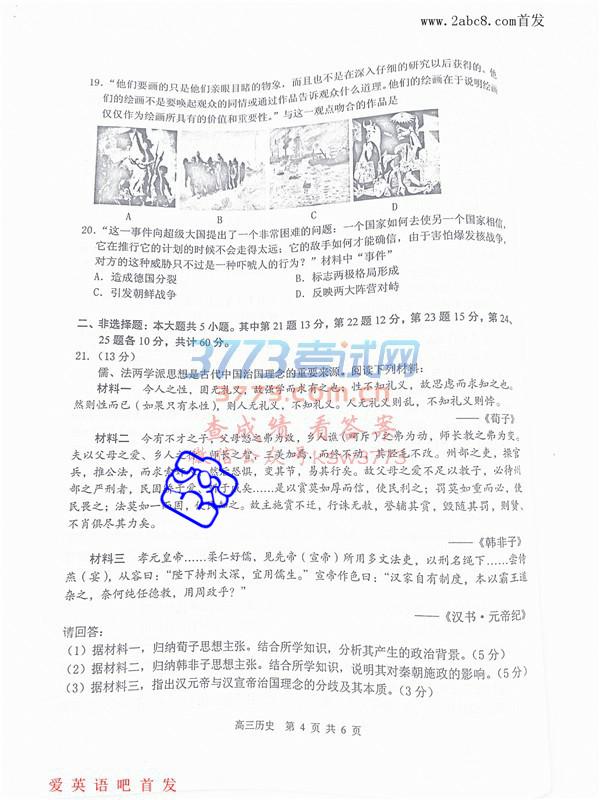 www.2abc8.com首发
19.“他们要画的只是他们亲眼目睹的物象，而且也不是在深入仔细的研究以后获得的、他
们的绘画不是要唤起观众的同情或通过作品告诉观众什么道理。他们的绘画在于说明绘画
仅仅作为绘画所具有的价值和重要性。”与这一观点吻合的作品是
A B C D
20.“这一事件向超级大国提出了一个非常困难的问题：一个国家如何去使另一个国家相信，
它在推行它的计划的时候不会走得太远；它的敌手如何才能确信，由于害怕爆发核战争，
对方的这种威胁只不过是一种吓唬人的行为？”材料中“事件”
A．造成德国分裂 B．标志两极格局形成
C．引发朝鲜战争 D．反映两大阵营对峙
二、非选择题：本大题共5小题。其中第21题13分，第22题12分，第23题15分，第24、
25题各10分，共计60分。
21.（13分）
3773考试网
儒、法两学派思想是古代中国治国理念的重要来源。阅读下列材料：
材料一 今人之性，固无礼义，故强学而求有之也；性不知礼义，故思虑而求知之也。
然则性而已（如果只有本性），则人无礼义，不知礼义。人无礼义则乱，不知礼义则悖。
——《荀子》
查成绩 看答案
材料二 今有不才之子，父母怒之弗为改，乡人谯（ ）之弗为动，师长教之弗为变。
夫以父母之爱、乡人之 、师长之智，三美加焉，而终不动，其胫毛不改。州部之吏，操官
兵，推公法，而求索 恐惧，变其节，易其行矣。故父母之爱不足以教子，必待州
部之严刑者，民固 于爱 矣……是以赏莫如厚而信，使民利之；罚莫如重而必，使
民畏之；法莫如一而固，使民知之。故主施赏不迁，行诛无赦，誉辅其赏，毁随其罚，则贤、
不肖俱尽其力矣。
——《韩非子》
材料三 孝元皇帝……柔仁好儒，见先帝（宣帝）所用多文法吏，以刑名绳下……尝侍
燕（宴），从容曰：“陛下持刑太深，宜用儒生。”宣帝作色曰：“汉家自有制度，本以霸王道
杂之，奈何纯任德教，用周政乎？”
——《汉书·元帝纪》
请回答：
（1）据材料一，归纳荀子思想主张。结合所学知识，分析其产生的政治背景。（5分）
（2）据材料二，归纳韩非子思想主张。结合所学知识，说明其对秦朝施政的影响。（5分）
（3）据材料三，指出汉元帝与汉宣帝治国理念的分歧及其本质。（3分）
高三历史 第4页共6页
爱英语吧首发